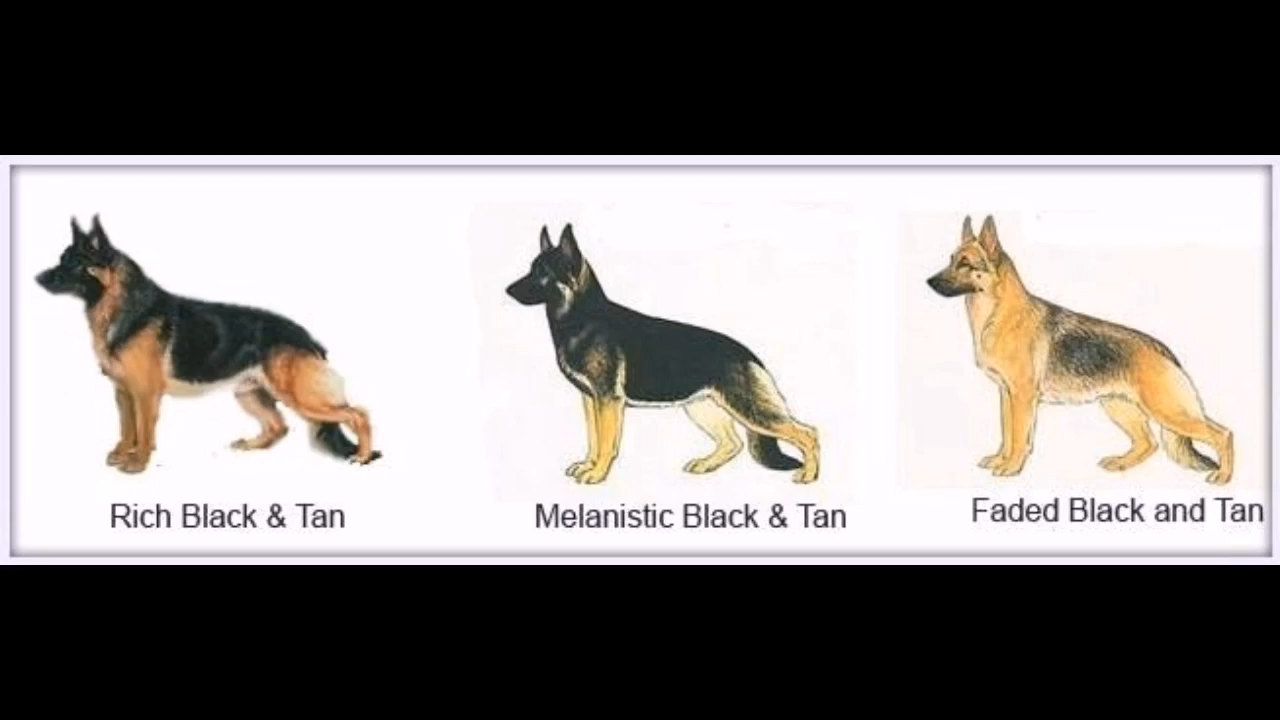 Rich Black & Tan
Melanistic Black & Tan
Faded Black and Tan